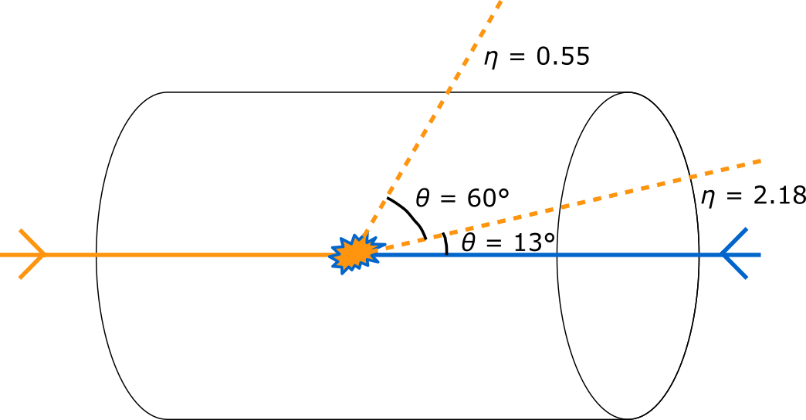 η = 0.55
θ = 60°
η = 2.18
θ = 13°